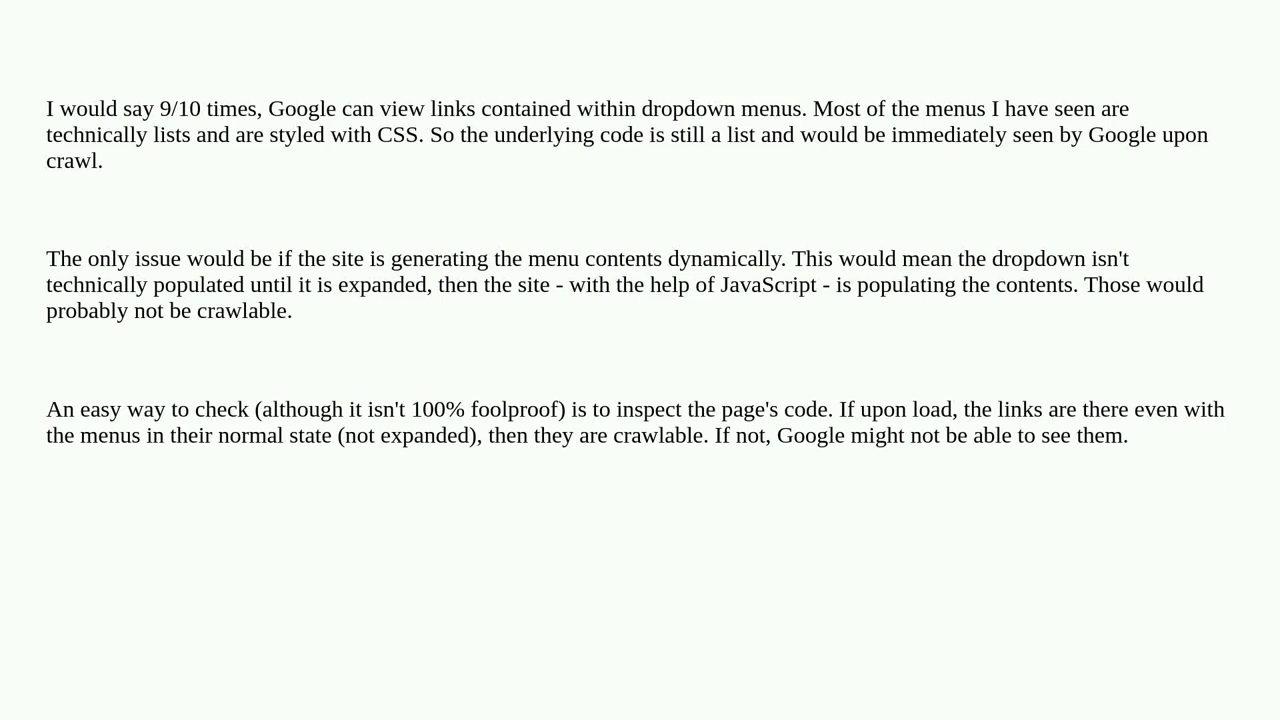 I would say 9/10 times, Google can view links contained within dropdown menus. Most of the menus I have seen are
technically lists and are styled with CSS. So the underlying code is still a list and would be immediately seen by Google upon
crawl.
The only issue would be if the site is generating the menu contents dynamically. This would mean the dropdown isn't
technically populated until it is expanded, then the site - with the help of JavaScript - is populating the contents. Those would
probably not be crawlable.
An easy way to check (although it isn't 100% foolproof) is to inspect the page's code. If upon load, the links are there even with
the menus in their normal state (not expanded), then they are crawlable. If not, Google might not be able to see them.